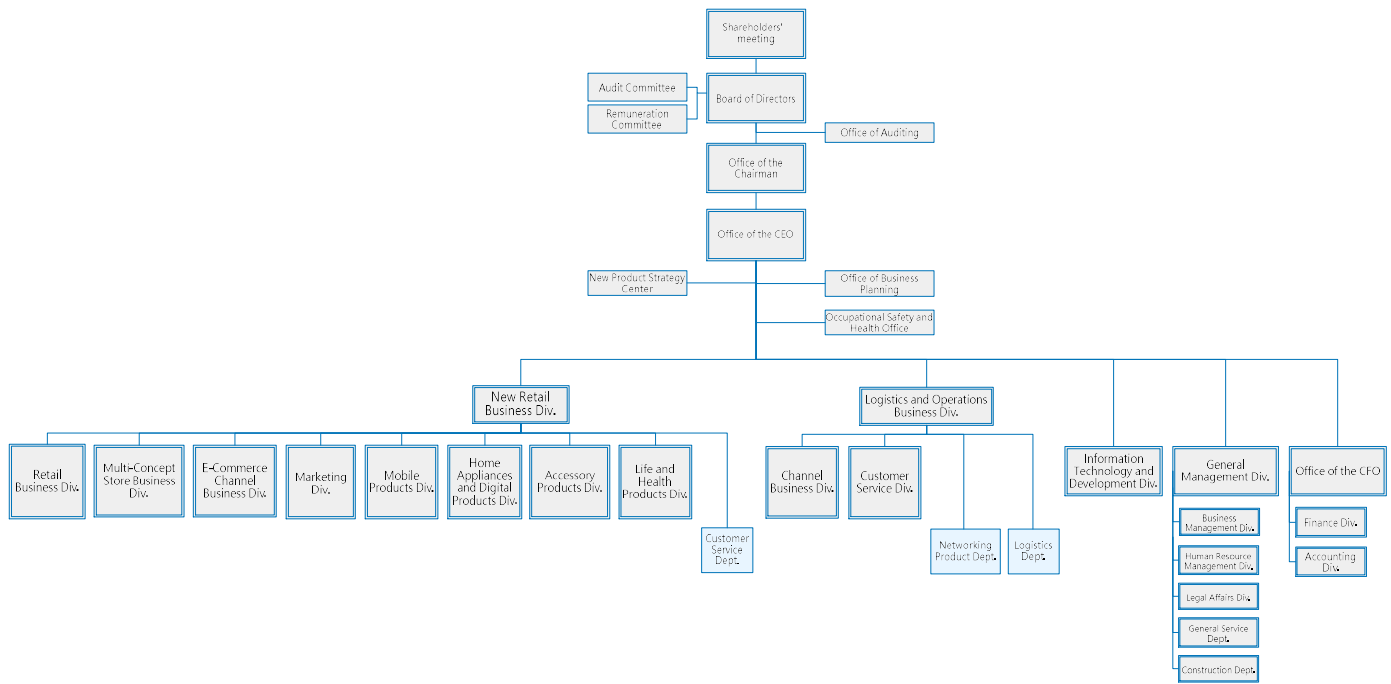 Shareholders'
meeting
Audit Committee
Board of Directors
Remuneration
Committee
Office of Auditing
Office of the
Chairman
Office of the CEO
New Product Strategy
Center
Office of Business
Planning
Occupational Safety and
Health Office
New Retail
Business Div.
Logistics and Operations
Business Div.
Retail
Business Div.
Multi-Concept
Store Business
Div.
E-Commerce
Channel
Business Div.
Marketing
Div.
Mobile
Products Div.
Home
Appliances
and Digital
Products Div.
Accessory
Products Div.
Life and
Health
Products Div.
Customer
Service
Dept.
Channel
Business Div.
Customer
Service Div.
Networking
Product Dept.
Logistics
Dept.
Information
Technology and
Development Div.
General
Management Div.
Business
Management Div.
Human Resource
Management Div.
Legal Affairs Div.
General Service
Dept.
Construction Dept.
Office of the CFO
Finance Div.
Accounting
Div.